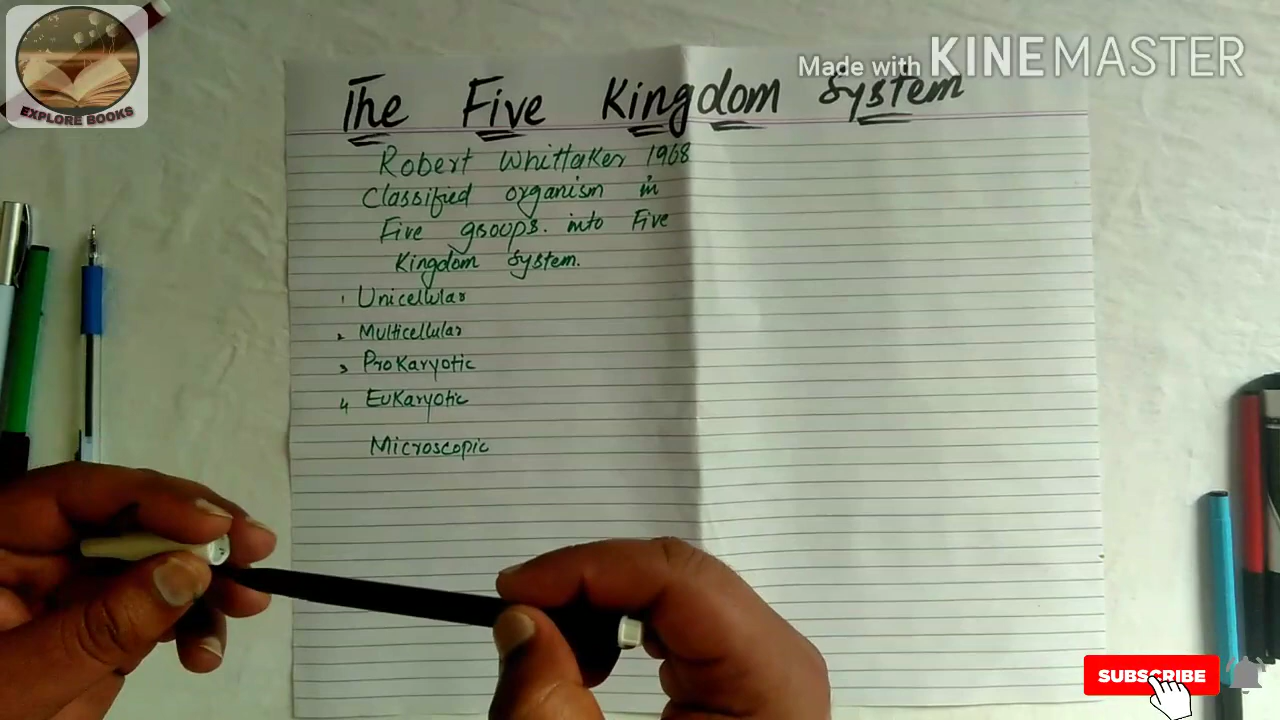 EXPLORE BOOKS
Made with KINEMASTER
The Five Kingdom System
Robert Whittaker 1968
Classified organism in
Five groups. into Five
Kingdom System.
1 Unicellular
2 Multicellular
3 Prokaryotic
4 Eukaryotic
Microscopic
SUBSCRIBE